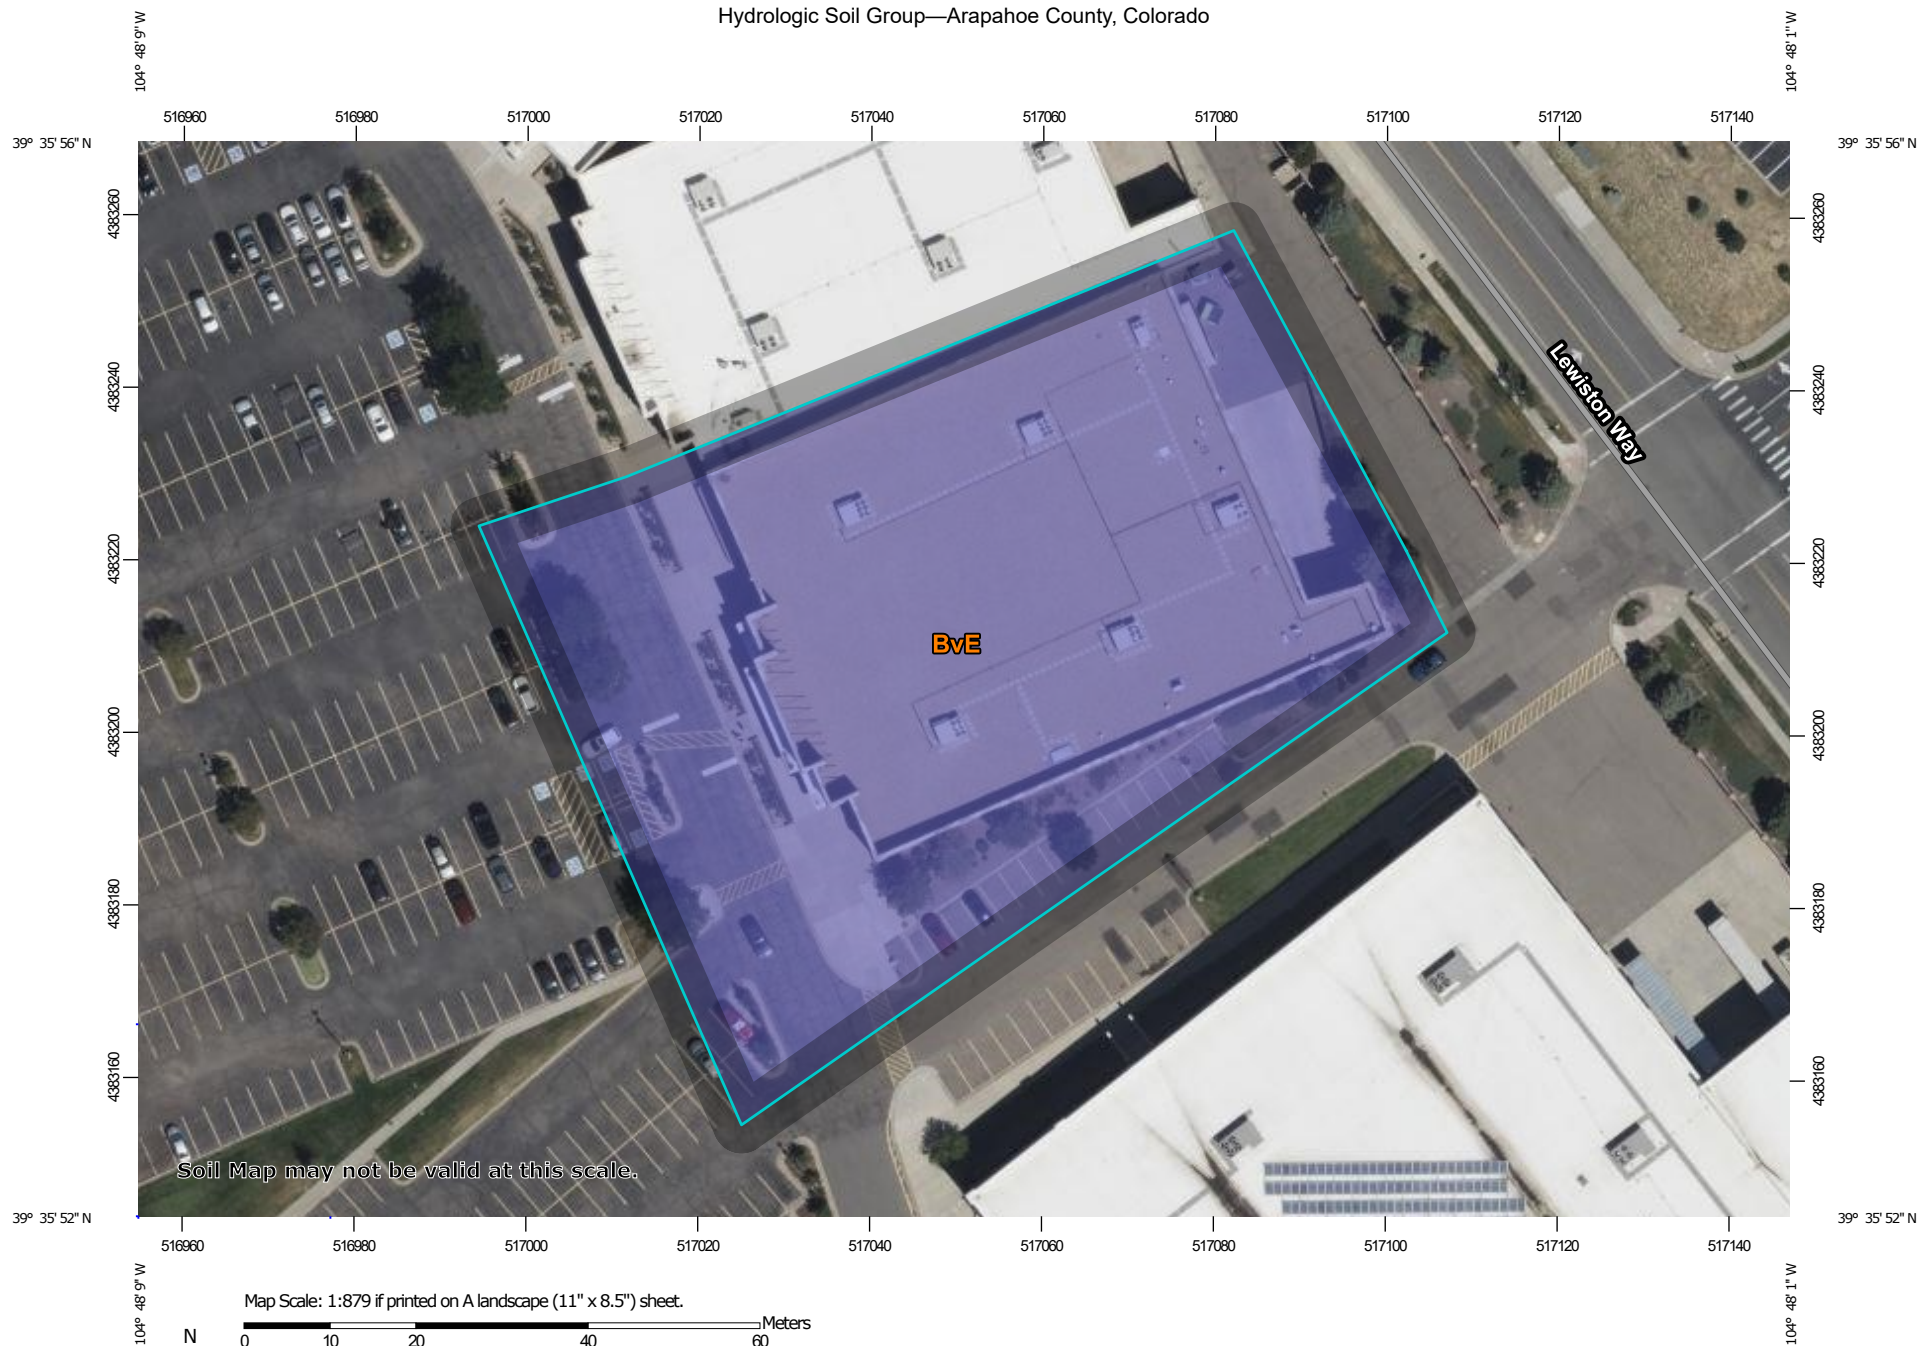 Hydrologic Soil Group—Arapahoe County, Colorado
104° 48' 9" W
104° 48' 1" W
516960 516980 517000 517020 517040 517060 517080 517100 517120 517140
39° 35' 56" N
39° 35' 56" N
4383260
4383260
4383240
4383240
Lewiston Way
4383220
4383220
BvE
4383200
4383200
4383180
4383180
4383160
4383160
Soil Map may not be valid at this scale.
39° 35' 52" N
39° 35' 52" N
516960 516980 517000 517020 517040 517060 517080 517100 517120 517140
104° 48' 9" W
104° 48' 1" W
Map Scale: 1:879 if printed on A landscape (11" x 8.5") sheet.
Meters
N 0 10 20 40 60